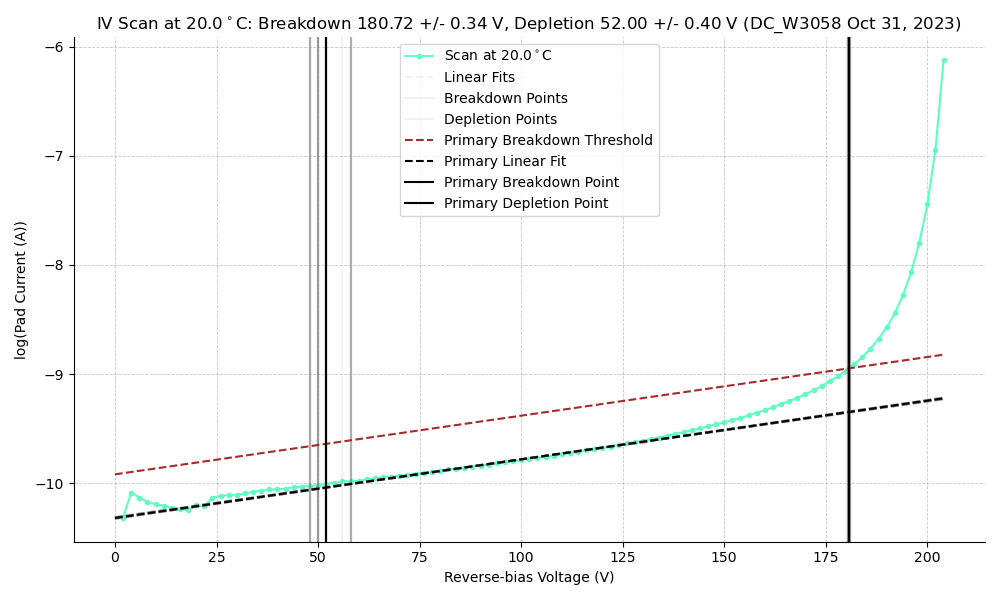 IV Scan at 20.0°C: Breakdown 180.72 +/- 0.34 V, Depletion 52.00 +/- 0.40 V (DC_W3058 Oct 31, 2023)
Scan at 20.0°C
Linear Fits
Breakdown Points
Depletion Points
Primary Breakdown Threshold
Primary Linear Fit
Primary Breakdown Point
Primary Depletion Point
log(Pad Current (A))
−6
−7
−8
−9
−10
0 25 50 75 100 125 150 175 200
Reverse-bias Voltage (V)